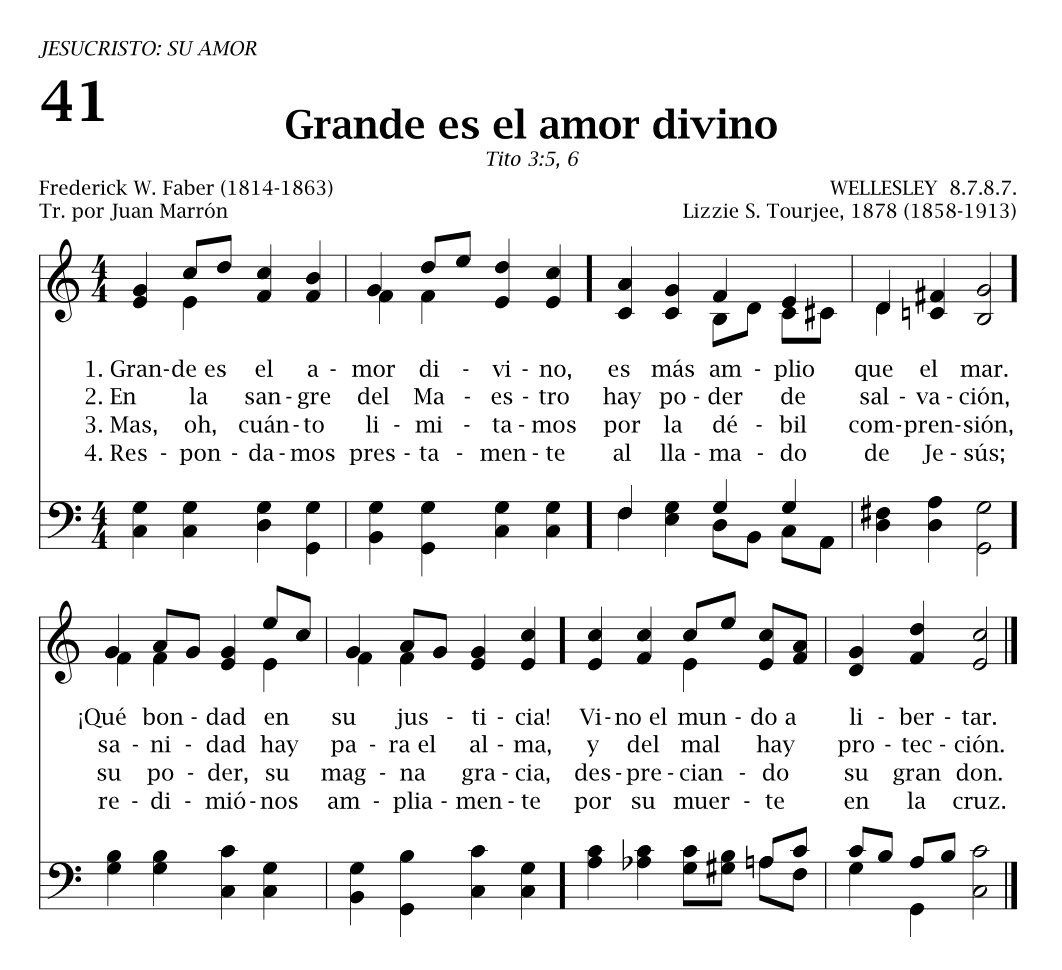 JESUCRISTO: SU AMOR
41
Grande es el amor divino
Tito 3:5, 6
Frederick W. Faber (1814-1863)
WELLESLEY 8.7.8.7.
Tr. por Juan Marrón
Lizzie S. Tourjee, 1878 (1858-1913)
1. Gran-de es el a - mor di - vi - no, es más am - plio que el mar.
2. En la san - gre del Ma - es - tro hay po - der de sal - va - ción,
3. Mas, oh, cuán - to li - mi - ta - mos por la dé - bil com - pren - sión,
4. Res - pon - da - mos pres - ta - men - te al lla - ma - do de Je - sús;
¡Qué bon - dad en su jus - ti - cia! Vi - no el mun - do a li - ber - tar.
sa - ni - dad hay pa - ra el al - ma, y del mal hay pro - tec - ción.
su po - der, su mag - na gra - cia, des - pre - cian - do su gran don.
re - di - mió - nos am - plia - men - te por su muer - te en la cruz.